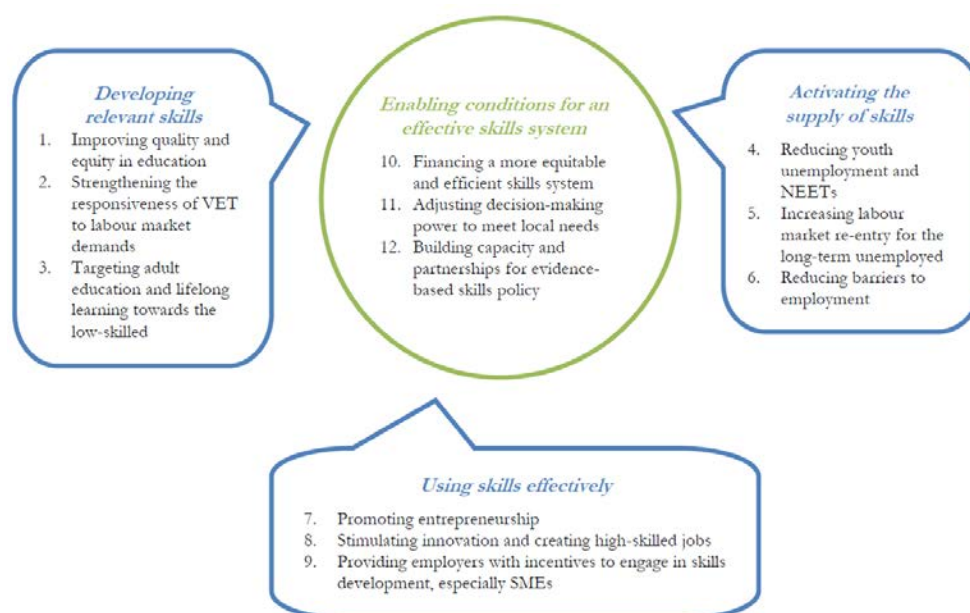 Developing
relevant skills
1. Improving quality and
equity in education
2. Strengthening the
responsiveness of VET
to labour market
demands
3. Targeting adult
education and lifelong
learning towards the
low-skilled
Enabling conditions for an
effective skills system
10. Financing a more equitable
and efficient skills system
11. Adjusting decision-making
power to meet local needs
12. Building capacity and
partnerships for evidence-
based skills policy
Activating the
supply of skills
4. Reducing youth
unemployment and
NEETs
5. Increasing labour
market re-entry for the
long-term unemployed
6. Reducing barriers to
employment
Using skills effectively
7. Promoting entrepreneurship
8. Stimulating innovation and creating high-skilled jobs
9. Providing employers with incentives to engage in skills
development, especially SMEs